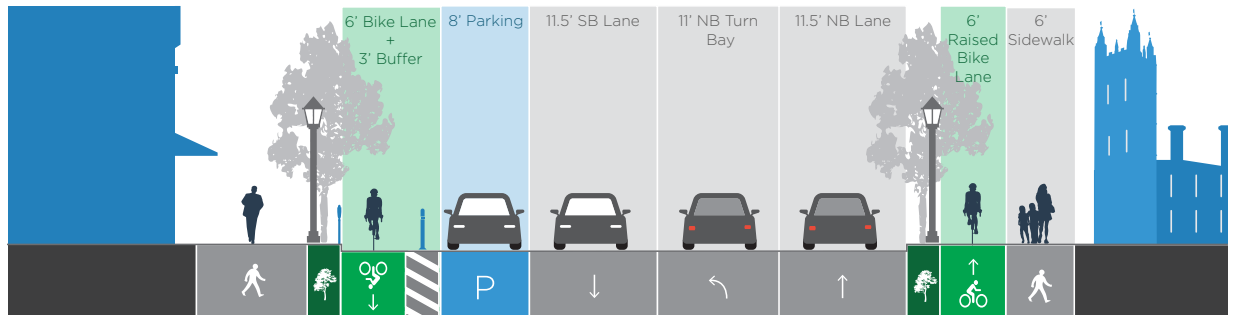 6’ Bike Lane
+
3’ Buffer
8’ Parking
11.5’ SB Lane
11’ NB Turn
Bay
11.5’ NB Lane
6’
Raised
Bike
Lane
6’
Sidewalk
P